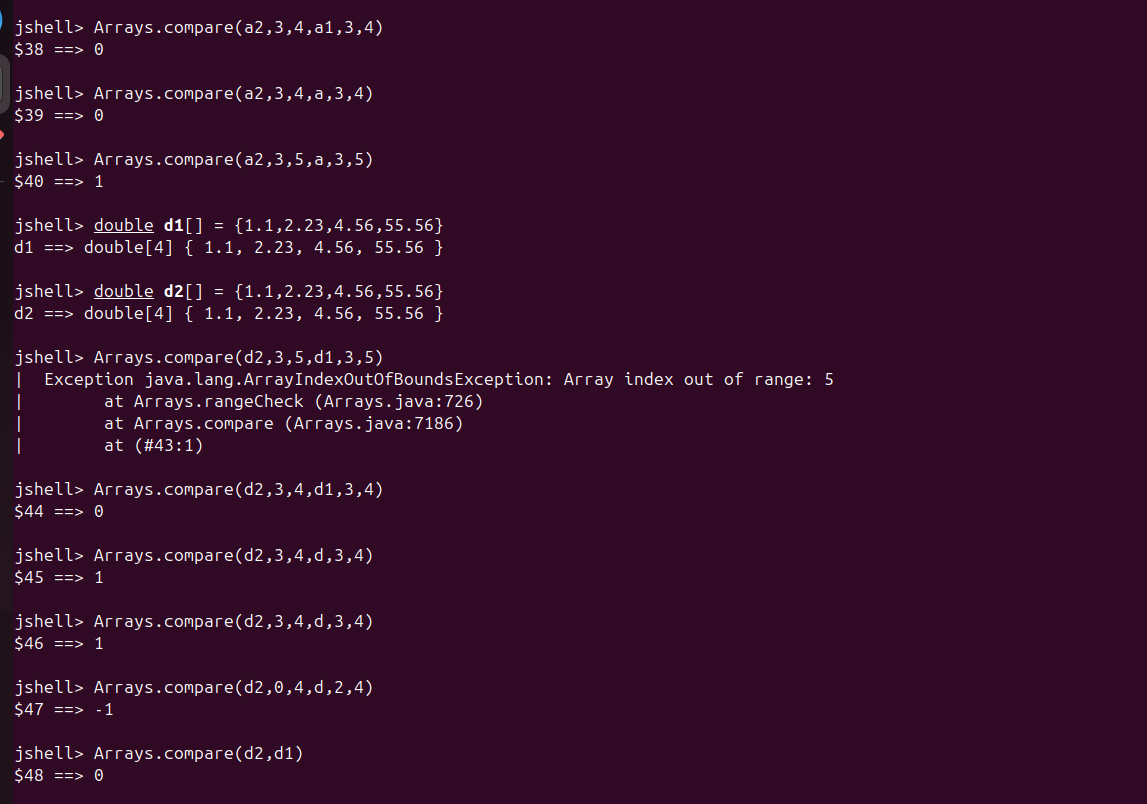 jshell> Arrays.compare(a2,3,4,a1,3,4)
$38 ==> 0
jshell> Arrays.compare(a2,3,4,a,3,4)
$39 ==> 0
jshell> Arrays.compare(a2,3,5,a,3,5)
$40 ==> 1
jshell> double d1[] = {1.1,2.23,4.56,55.56}
d1 ==> double[4] { 1.1, 2.23, 4.56, 55.56 }
jshell> double d2[] = {1.1,2.23,4.56,55.56}
d2 ==> double[4] { 1.1, 2.23, 4.56, 55.56 }
jshell> Arrays.compare(d2,3,5,d1,3,5)
|  Exception java.lang.ArrayIndexOutOfBoundsException: Array index out of range: 5
|        at Arrays.rangeCheck (Arrays.java:726)
|        at Arrays.compare (Arrays.java:7186)
|        at (#43:1)
jshell> Arrays.compare(d2,3,4,d1,3,4)
$44 ==> 0
jshell> Arrays.compare(d2,3,4,d,3,4)
$45 ==> 1
jshell> Arrays.compare(d2,3,4,d,3,4)
$46 ==> 1
jshell> Arrays.compare(d2,0,4,d,2,4)
$47 ==> -1
jshell> Arrays.compare(d2,d1)
$48 ==> 0